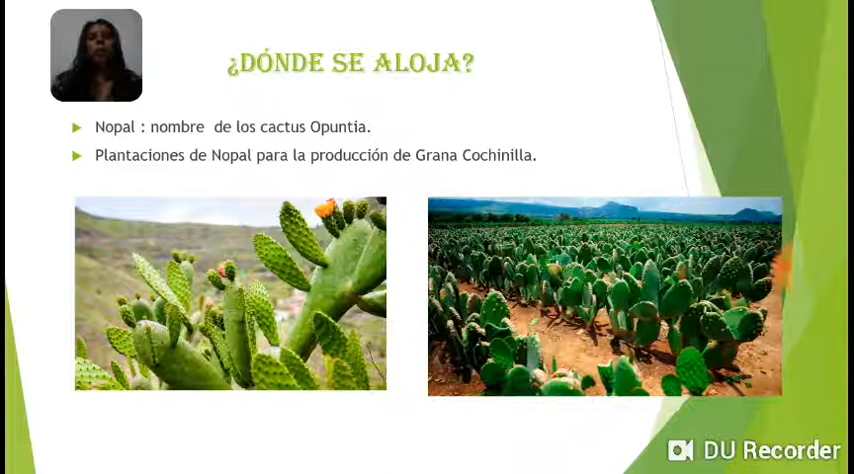 ¿DÓNDE SE ALOJA?
Nopal : nombre de los cactus Opuntia.
Plantaciones de Nopal para la producción de Grana Cochinilla.
DU Recorder